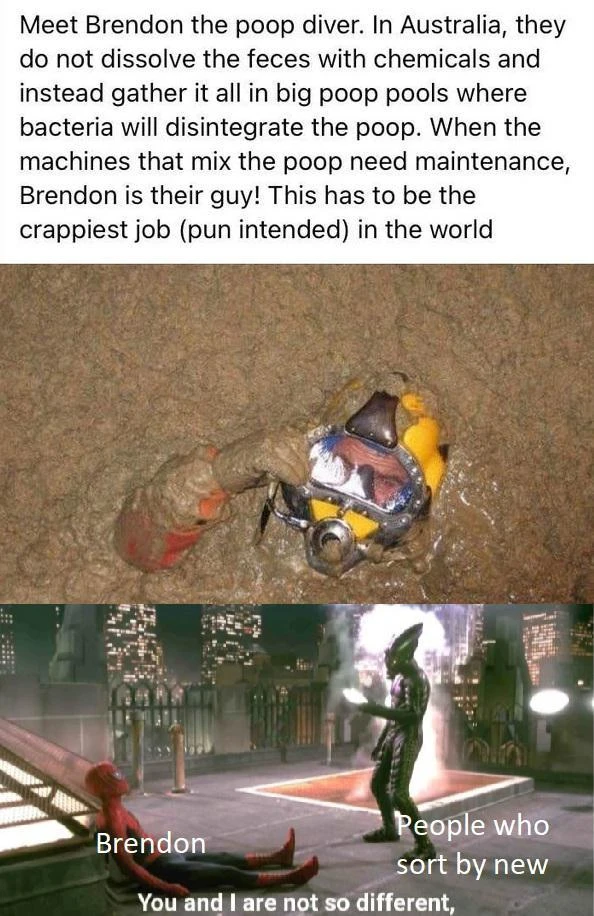 Meet Brendon the poop diver. In Australia, they
do not dissolve the feces with chemicals and
instead gather it all in big poop pools where
bacteria will disintegrate the poop. When the
machines that mix the poop need maintenance,
Brendon is their guy! This has to be the
crappiest job (pun intended) in the world
Brendon
People who
sort by new
You and I are not so different,